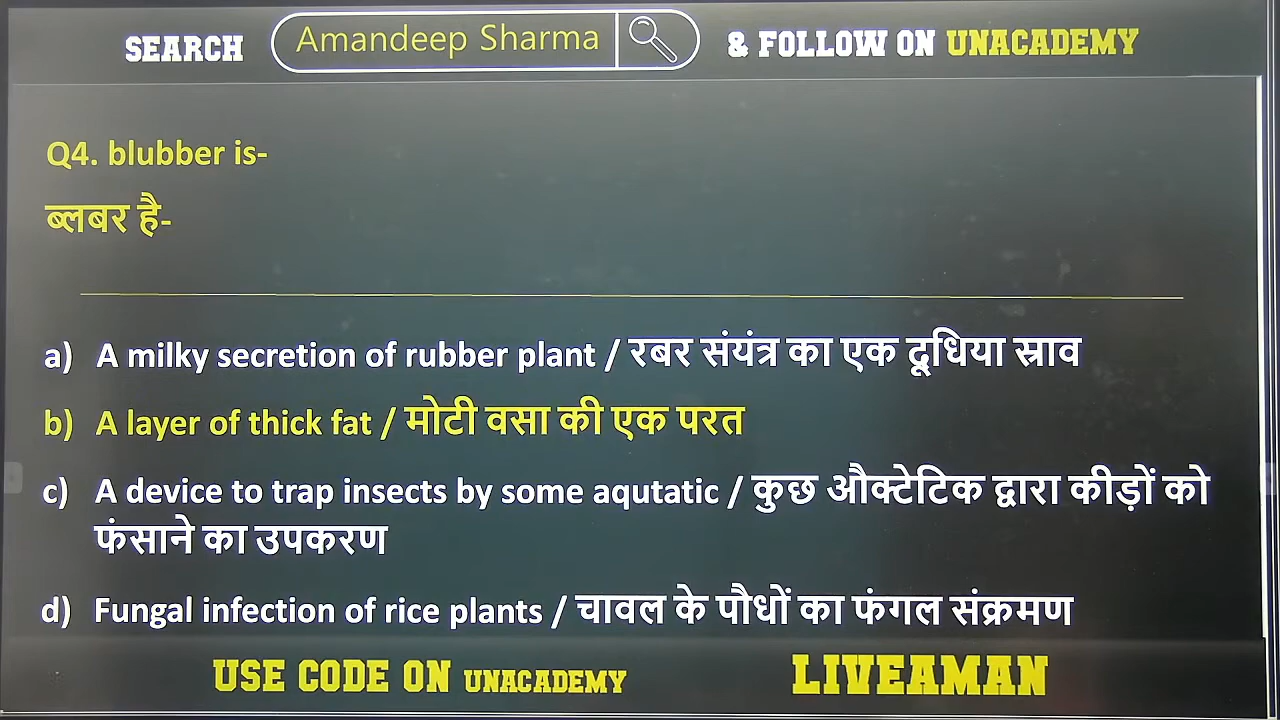 SEARCH Amandeep Sharma & FOLLOW ON UNACADEMY
Q4. blubber is-
ब्लबर है-
a) A milky secretion of rubber plant / रबर संयंत्र का एक दूधिया स्राव
b) A layer of thick fat / मोटी वसा की एक परत
c) A device to trap insects by some aqutatic / कुछ औक्टेटिक द्वारा कीड़ों को
फंसाने का उपकरण
d) Fungal infection of rice plants / चावल के पौधों का फंगल संक्रमण
USE CODE ON UNACADEMY LIVEAMAN